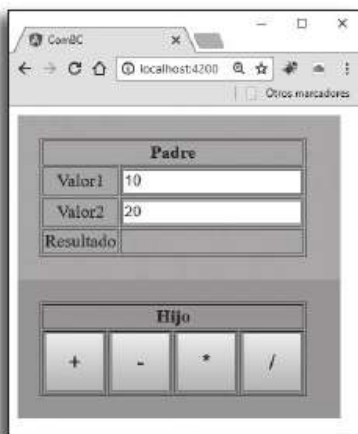 ComBC
localhost:4200
Otros marcadores
Padre
Valor1 10
Valor2 20
Resultado
Hijo
+ - * /